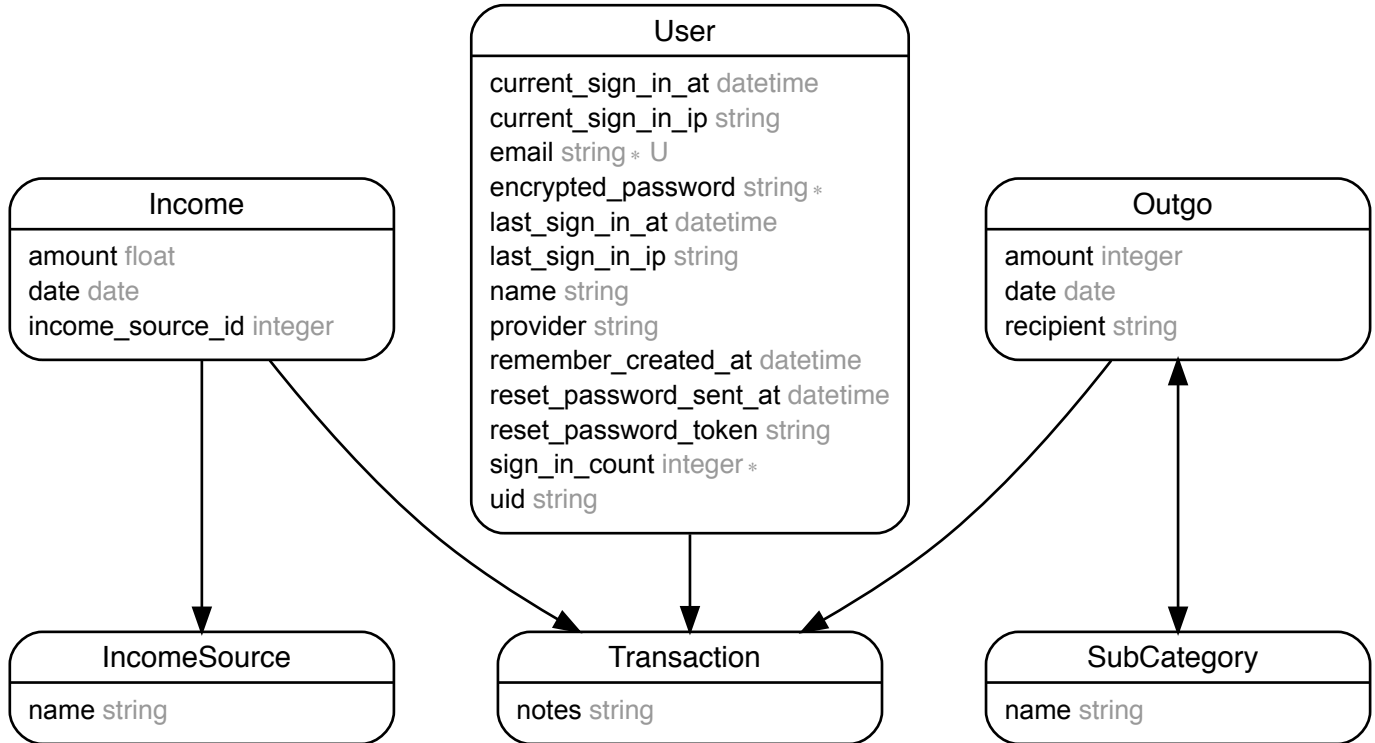 User
current_sign_in_at datetime
current_sign_in_ip string
email string * U
encrypted_password string *
last_sign_in_at datetime
last_sign_in_ip string
name string
provider string
remember_created_at datetime
reset_password_sent_at datetime
reset_password_token string
sign_in_count integer *
uid string
Income
amount float
date date
income_source_id integer
Outgo
amount integer
date date
recipient string
IncomeSource
name string
Transaction
notes string
SubCategory
name string